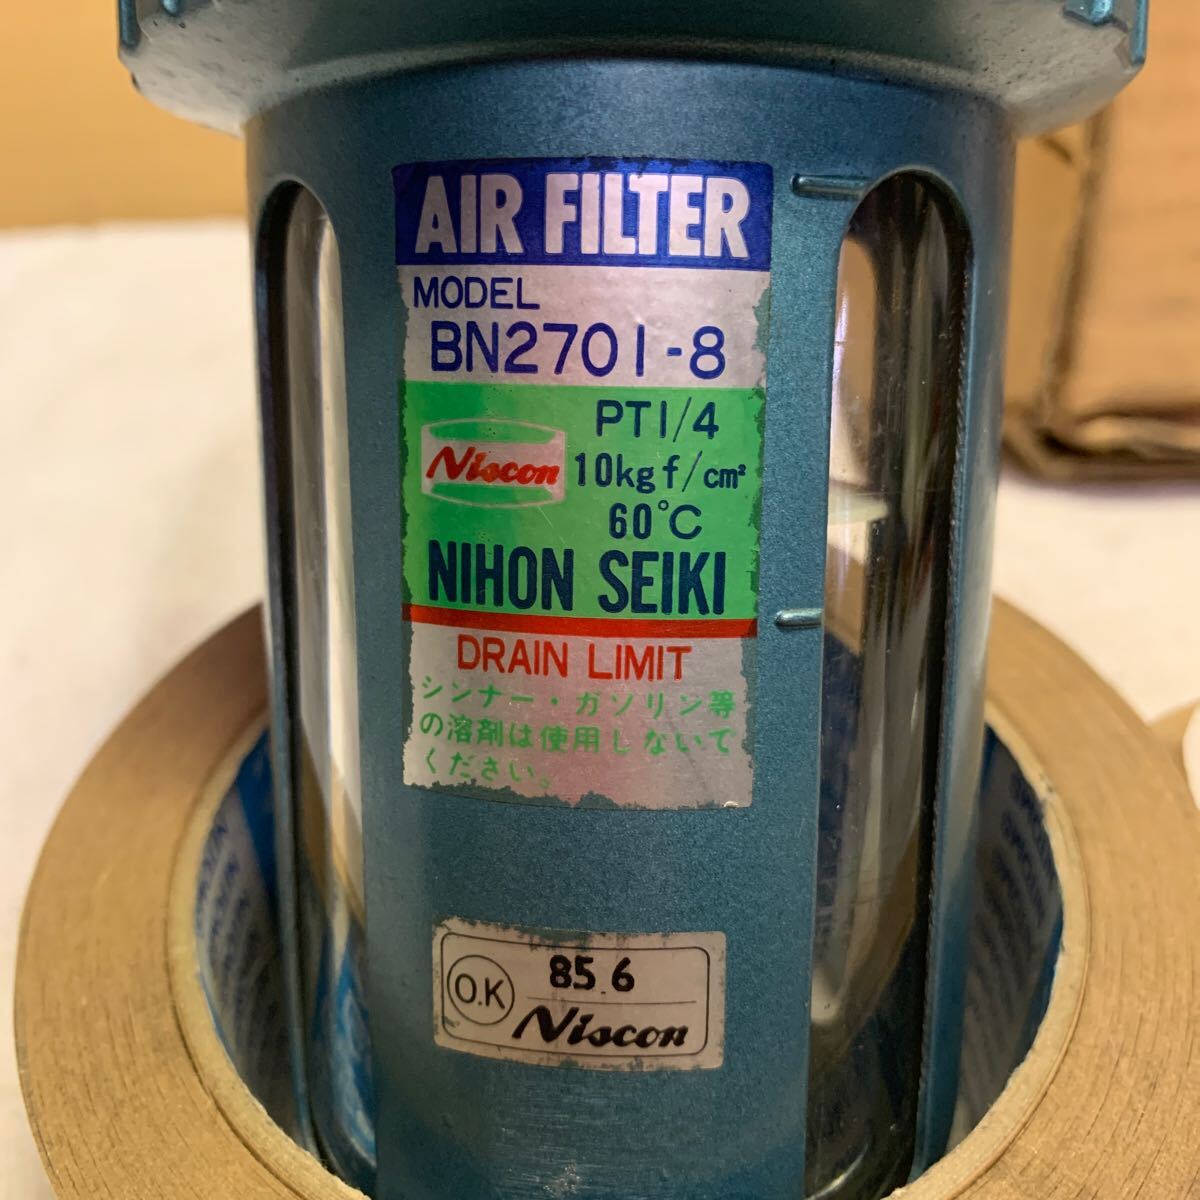 AIR FILTER
MODEL
BN2701-8
PT1/4
Niscon
10kgf/cm²
60°C
NIHON SEIKI
DRAIN LIMIT
シンナー・ガソリン等
の溶剤は使用しないで
ください。
O.K
85.6
Niscon